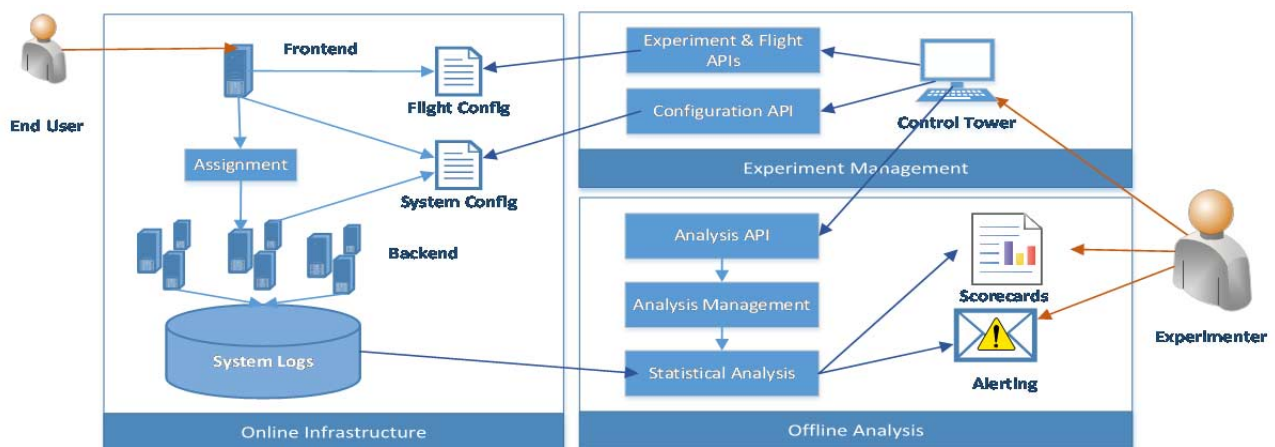 End User
Frontend
Flight Config
Assignment
System Config
Backend
System Logs
Online Infrastructure
Experiment & Flight
APIs
Configuration API
Control Tower
Experiment Management
Analysis API
Analysis Management
Statistical Analysis
Scorecards
Alerting
Offline Analysis
Experimenter